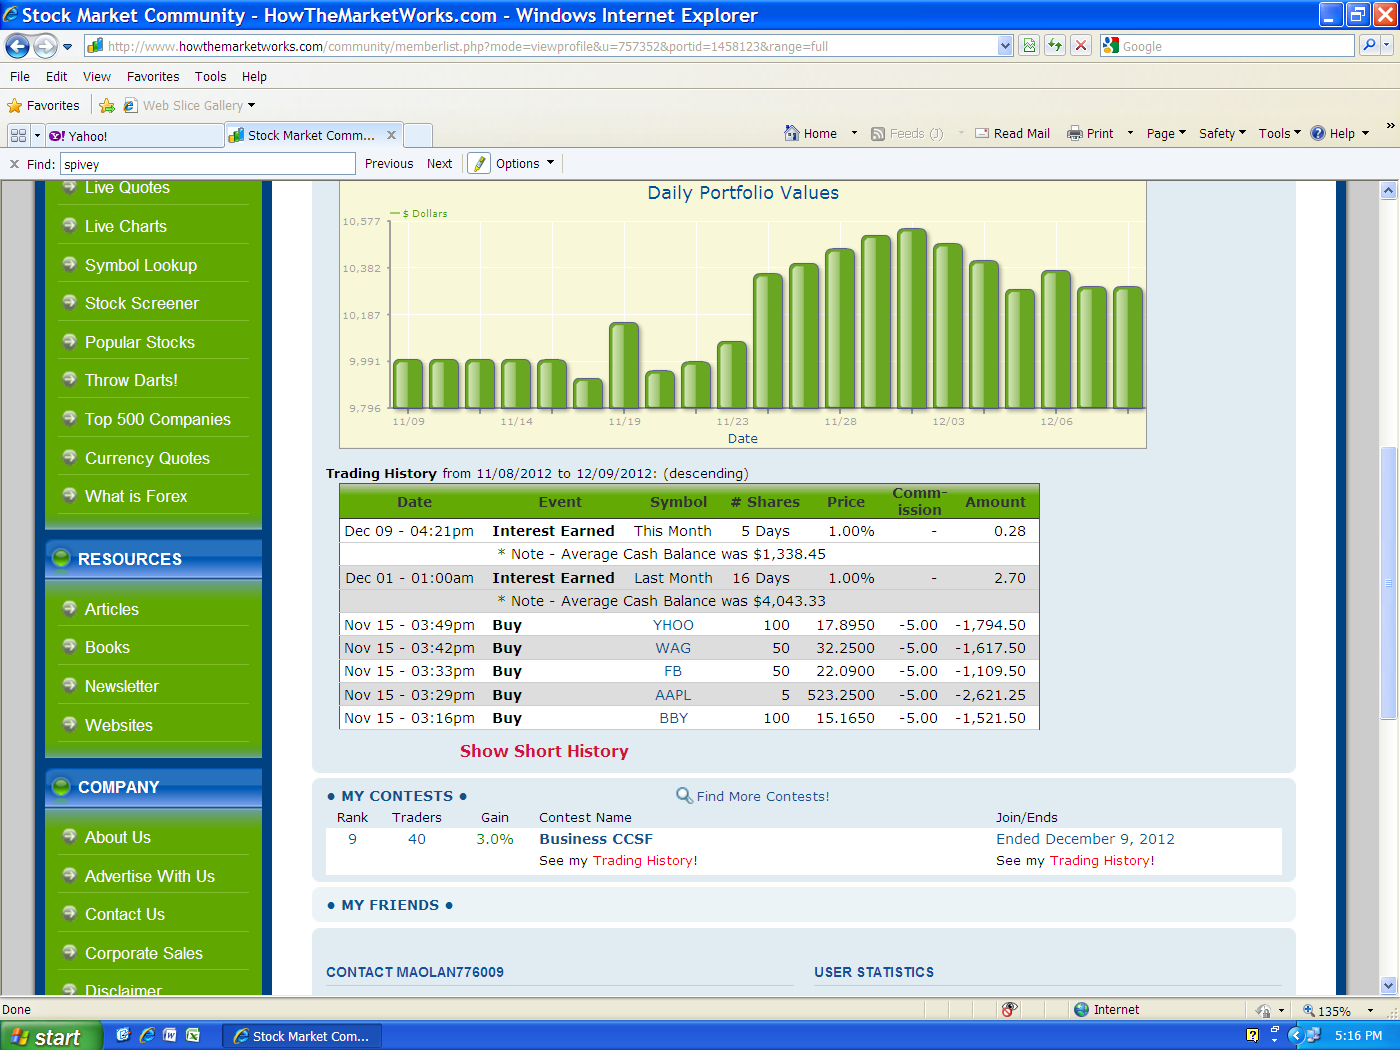 Stock Market Community - HowTheMarketWorks.com - Windows Internet Explorer
http://www.howthemarketworks.com/community/memberlist.php?mode=viewprofile&u=757352&portid=1458123&range=full
Google
File Edit View Favorites Tools Help
Favorites Web Slice Gallery
Yahoo! Stock Market Comm... Home Feeds (J) Read Mail Print Page Safety Tools Help »
Find: spivey Previous Next Options
Live Quotes
Live Charts
Symbol Lookup
Stock Screener
Popular Stocks
Throw Darts!
Top 500 Companies
Currency Quotes
What is Forex
RESOURCES
Articles
Books
Newsletter
Websites
COMPANY
About Us
Advertise With Us
Contact Us
Corporate Sales
Disclaimer
Daily Portfolio Values
$ Dollars
10,577
10,382
10,187
9,991
9,796
11/09 11/14 11/19 11/23 11/28 12/03 12/06
Date
Trading History from 11/08/2012 to 12/09/2012: (descending)
Date Event Symbol # Shares Price Comm-ission Amount
Dec 09 - 04:21pm Interest Earned This Month 5 Days 1.00% - 0.28
* Note - Average Cash Balance was $1,338.45
Dec 01 - 01:00am Interest Earned Last Month 16 Days 1.00% - 2.70
* Note - Average Cash Balance was $4,043.33
Nov 15 - 03:49pm Buy YHOO 100 17.8950 -5.00 -1,794.50
Nov 15 - 03:42pm Buy WAG 50 32.2500 -5.00 -1,617.50
Nov 15 - 03:33pm Buy FB 50 22.0900 -5.00 -1,109.50
Nov 15 - 03:29pm Buy AAPL 5 523.2500 -5.00 -2,621.25
Nov 15 - 03:16pm Buy BBY 100 15.1650 -5.00 -1,521.50
Show Short History
• MY CONTESTS • Find More Contests!
Rank Traders Gain Contest Name Join/Ends
9 40 3.0% Business CCSF Ended December 9, 2012
See my Trading History! See my Trading History!
• MY FRIENDS •
CONTACT MAOLAN776009 USER STATISTICS
Done Internet 135%
start Stock Market Com... 5:16 PM